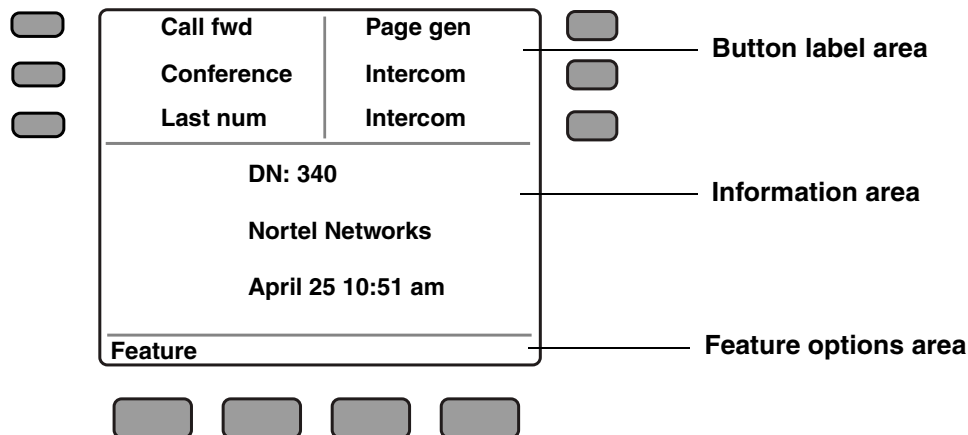 Call fwd
Page gen
Conference
Intercom
Last num
Intercom
DN: 340
Nortel Networks
April 25 10:51 am
Feature
Button label area
Information area
Feature options area